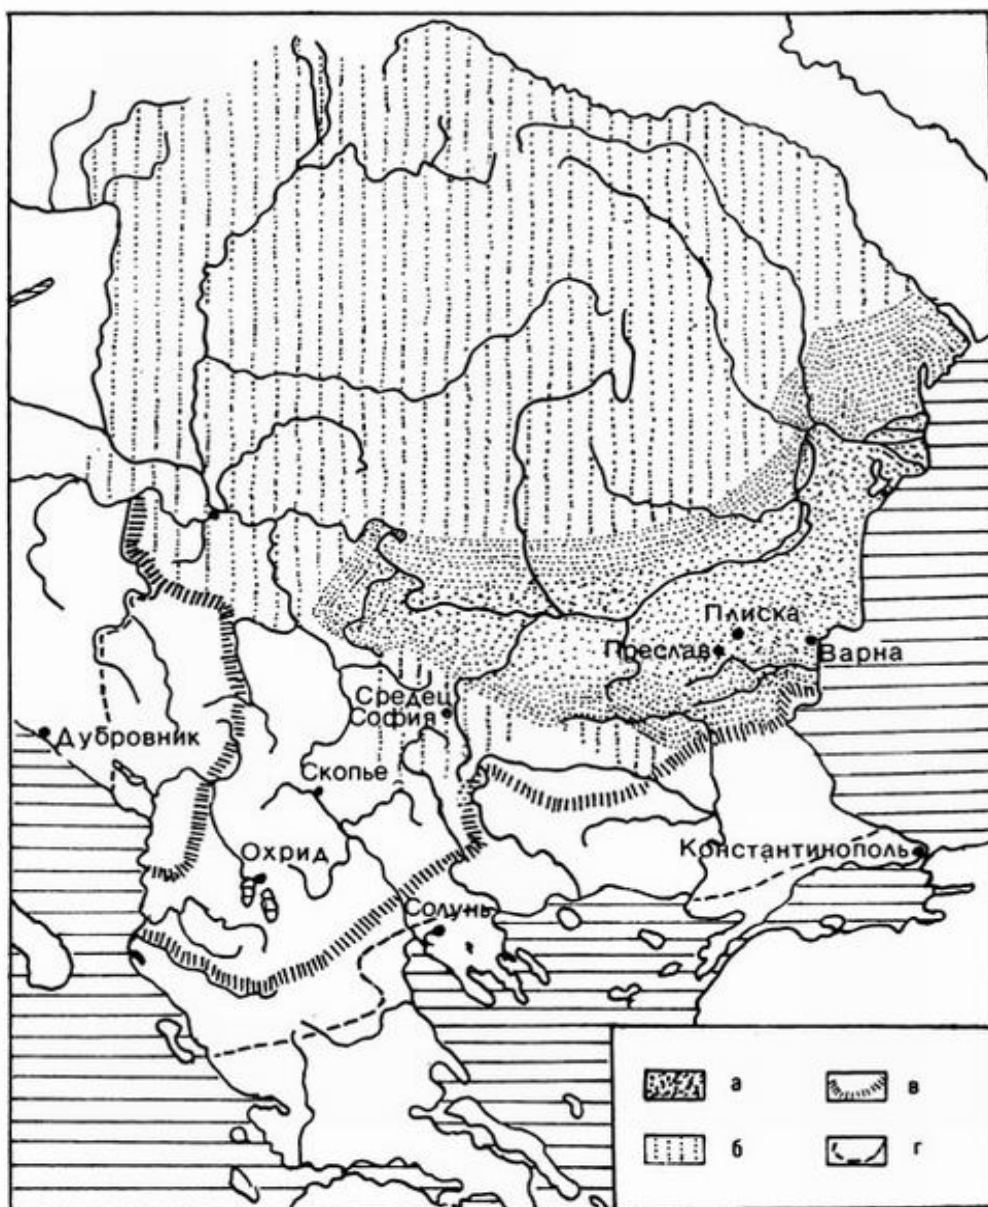 Плиска
Преслав
Варна
Средец
София
Дубровник
Скопье
Охрид
Константинополь
Солунь
а
в
б
г